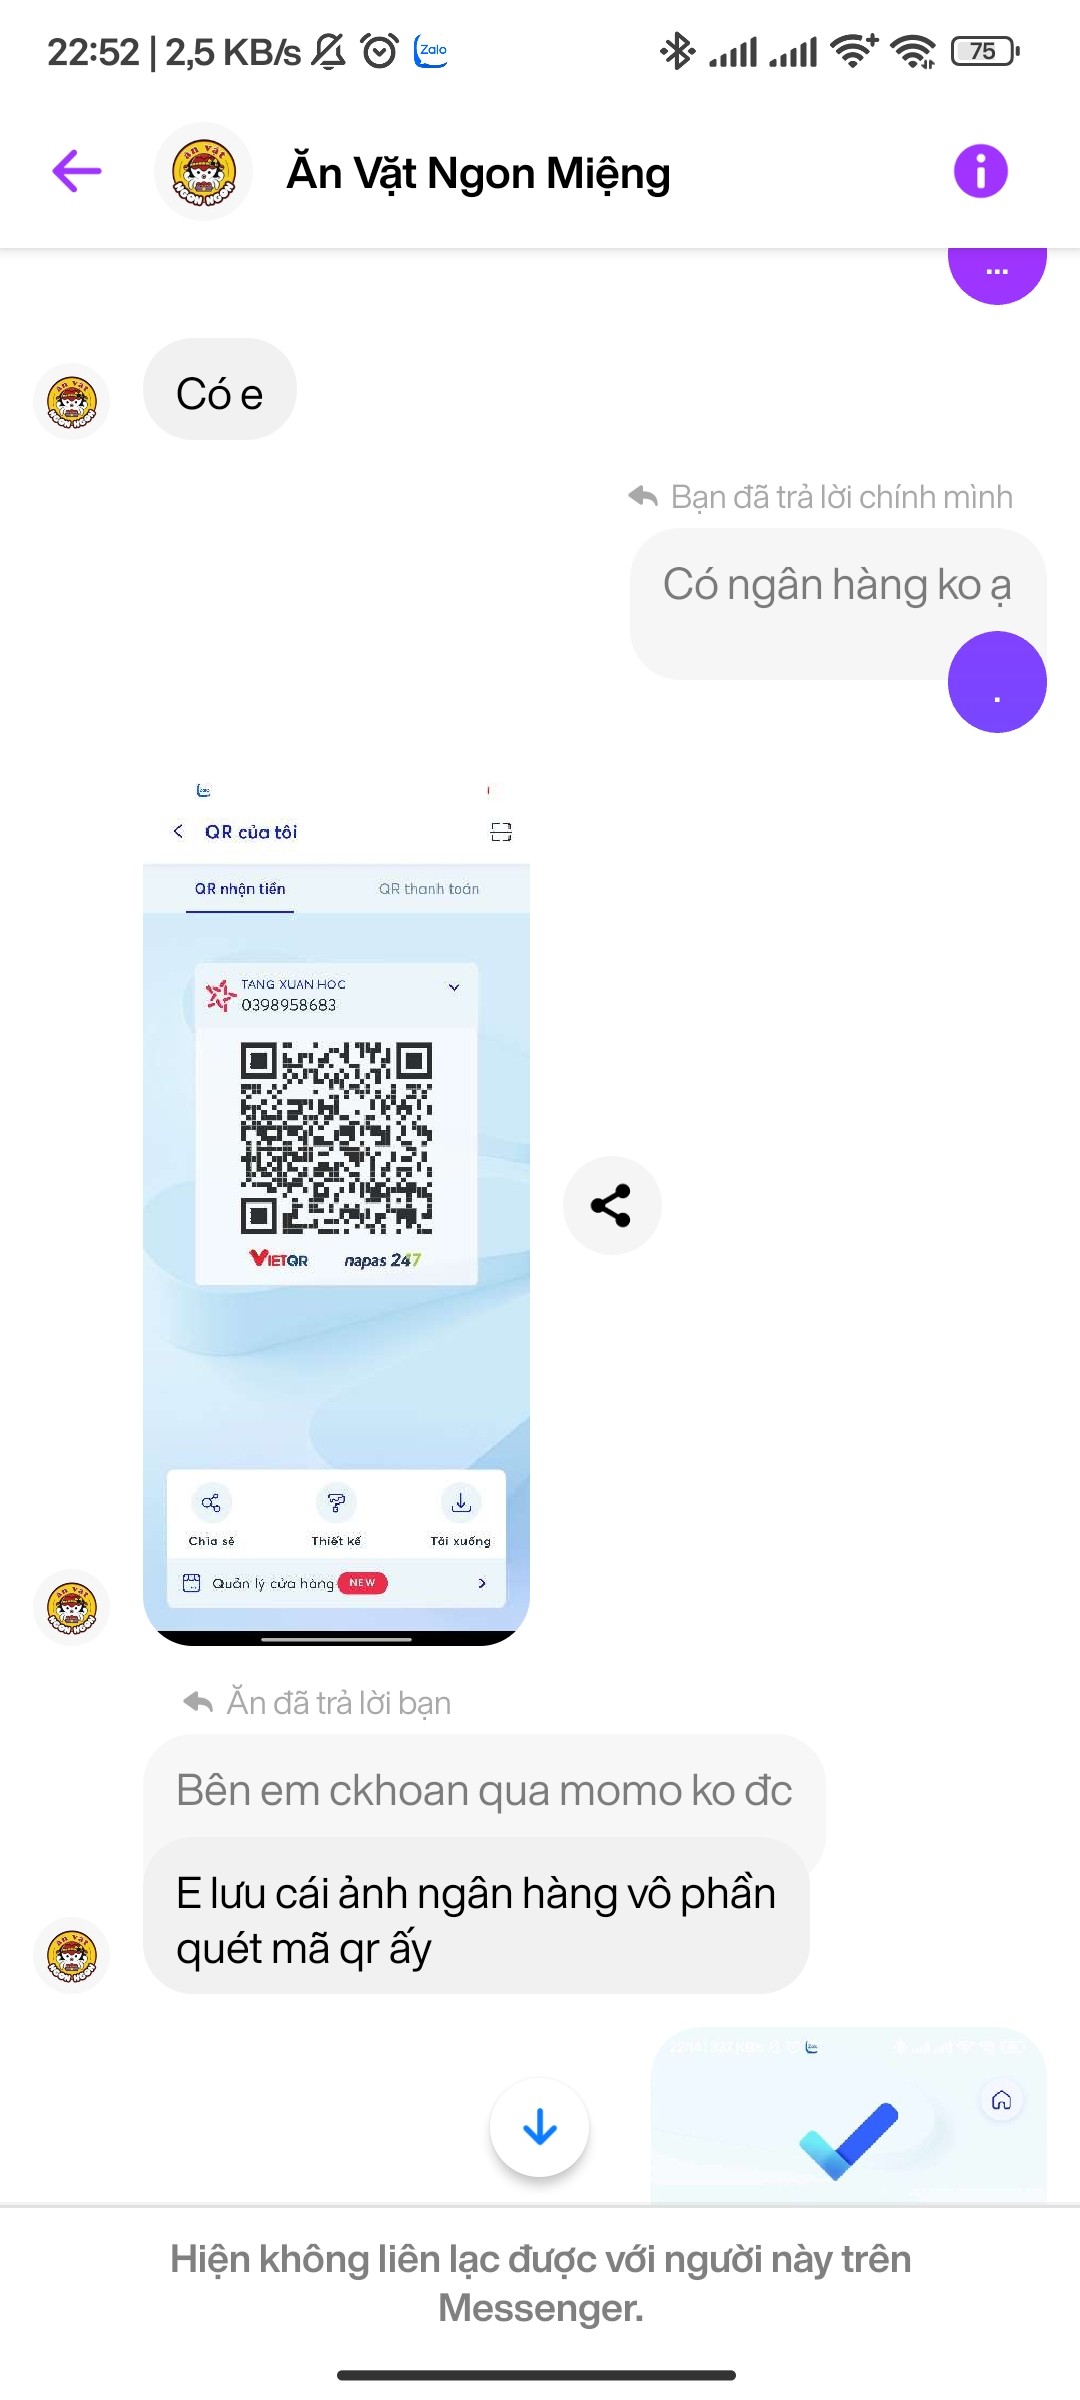 22:52 | 2,5 KB/s Zalo 75
Ăn Vặt Ngon Miệng
...
Có e
Bạn đã trả lời chính mình
Có ngân hàng ko ạ
.
QR của tôi
QR nhận tiền QR thanh toán
TANG XUAN HOC
0398958683
VIETQR napas 247
Chia sẻ Thiết kế Tải xuống
Quản lý cửa hàng NEW
Ăn đã trả lời bạn
Bên em ckhoan qua momo ko đc
E lưu cái ảnh ngân hàng vô phần
quét mã qr ấy
Hiện không liên lạc được với người này trên
Messenger.